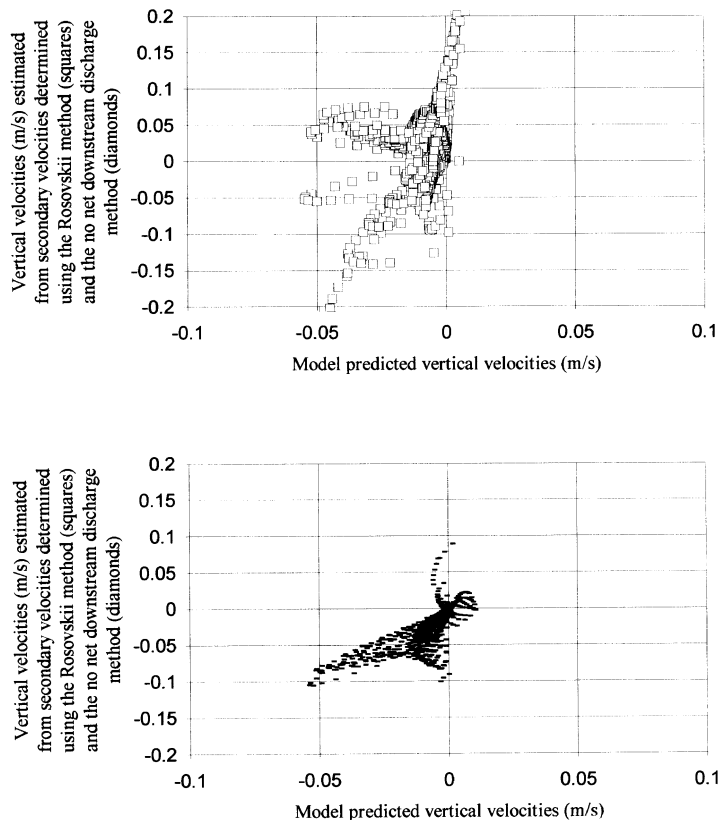 Vertical velocities (m/s) estimated
from secondary velocities determined
using the Rosovskii method (squares)
and the no net downstream discharge
method (diamonds)
0.2
0.15
0.1
0.05
0
-0.05
-0.1
-0.15
-0.2
-0.1
-0.05
0
0.05
0.1
Model predicted vertical velocities (m/s)
Vertical velocities (m/s) estimated
from secondary velocities determined
using the Rosovskii method (squares)
and the no net downstream discharge
method (diamonds)
0.2
0.15
0.1
0.05
0
-0.05
-0.1
-0.15
-0.2
-0.1
-0.05
0
0.05
0.1
Model predicted vertical velocities (m/s)